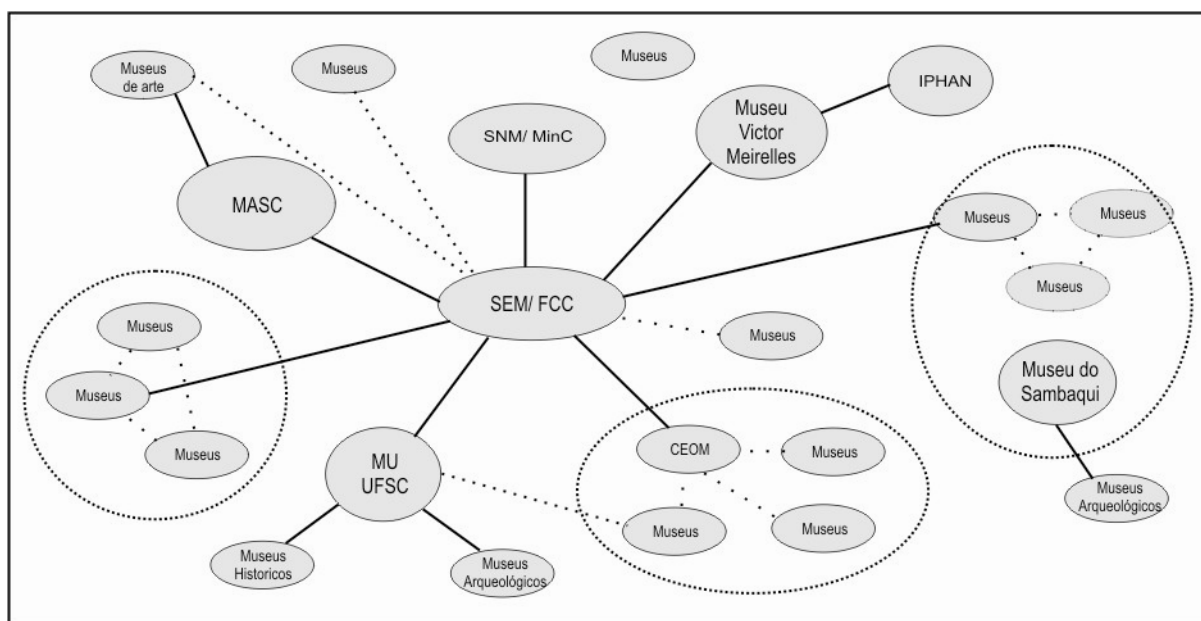 Museus
de arte
Museus
Museus
IPHAN
Museu
Victor
Meirelles
SNM/ MinC
MASC
Museus
Museus
Museus
SEM/ FCC
Museus
Museus
Museus
Museus
Museu do
Sambaqui
MU
UFSC
CEOM
Museus
Museus
Museus
Museus
Arqueológicos
Museus
Historicos
Museus
Arqueológicos